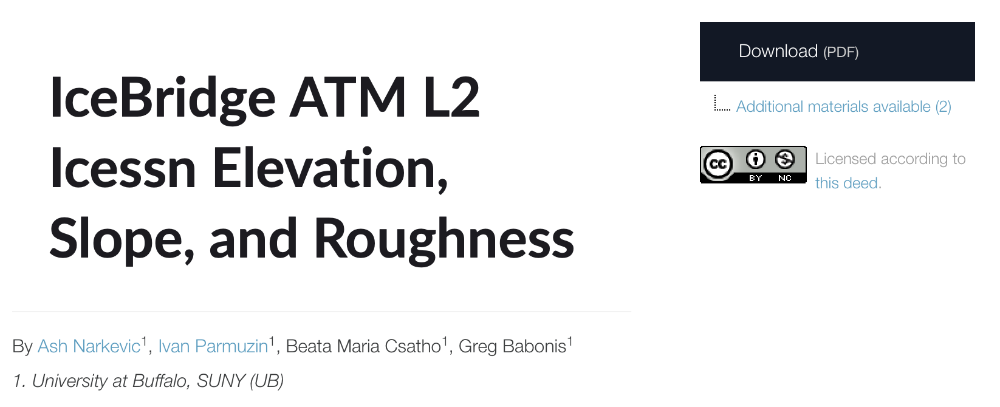 IceBridge ATM L2
Icessn Elevation,
Slope, and Roughness
By Ash Narkevic1, Ivan Parmuzin1, Beata Maria Csatho1, Greg Babonis1
1. University at Buffalo, SUNY (UB)
Download (PDF)
Additional materials available (2)
cc BY NC
Licensed according to
this deed.